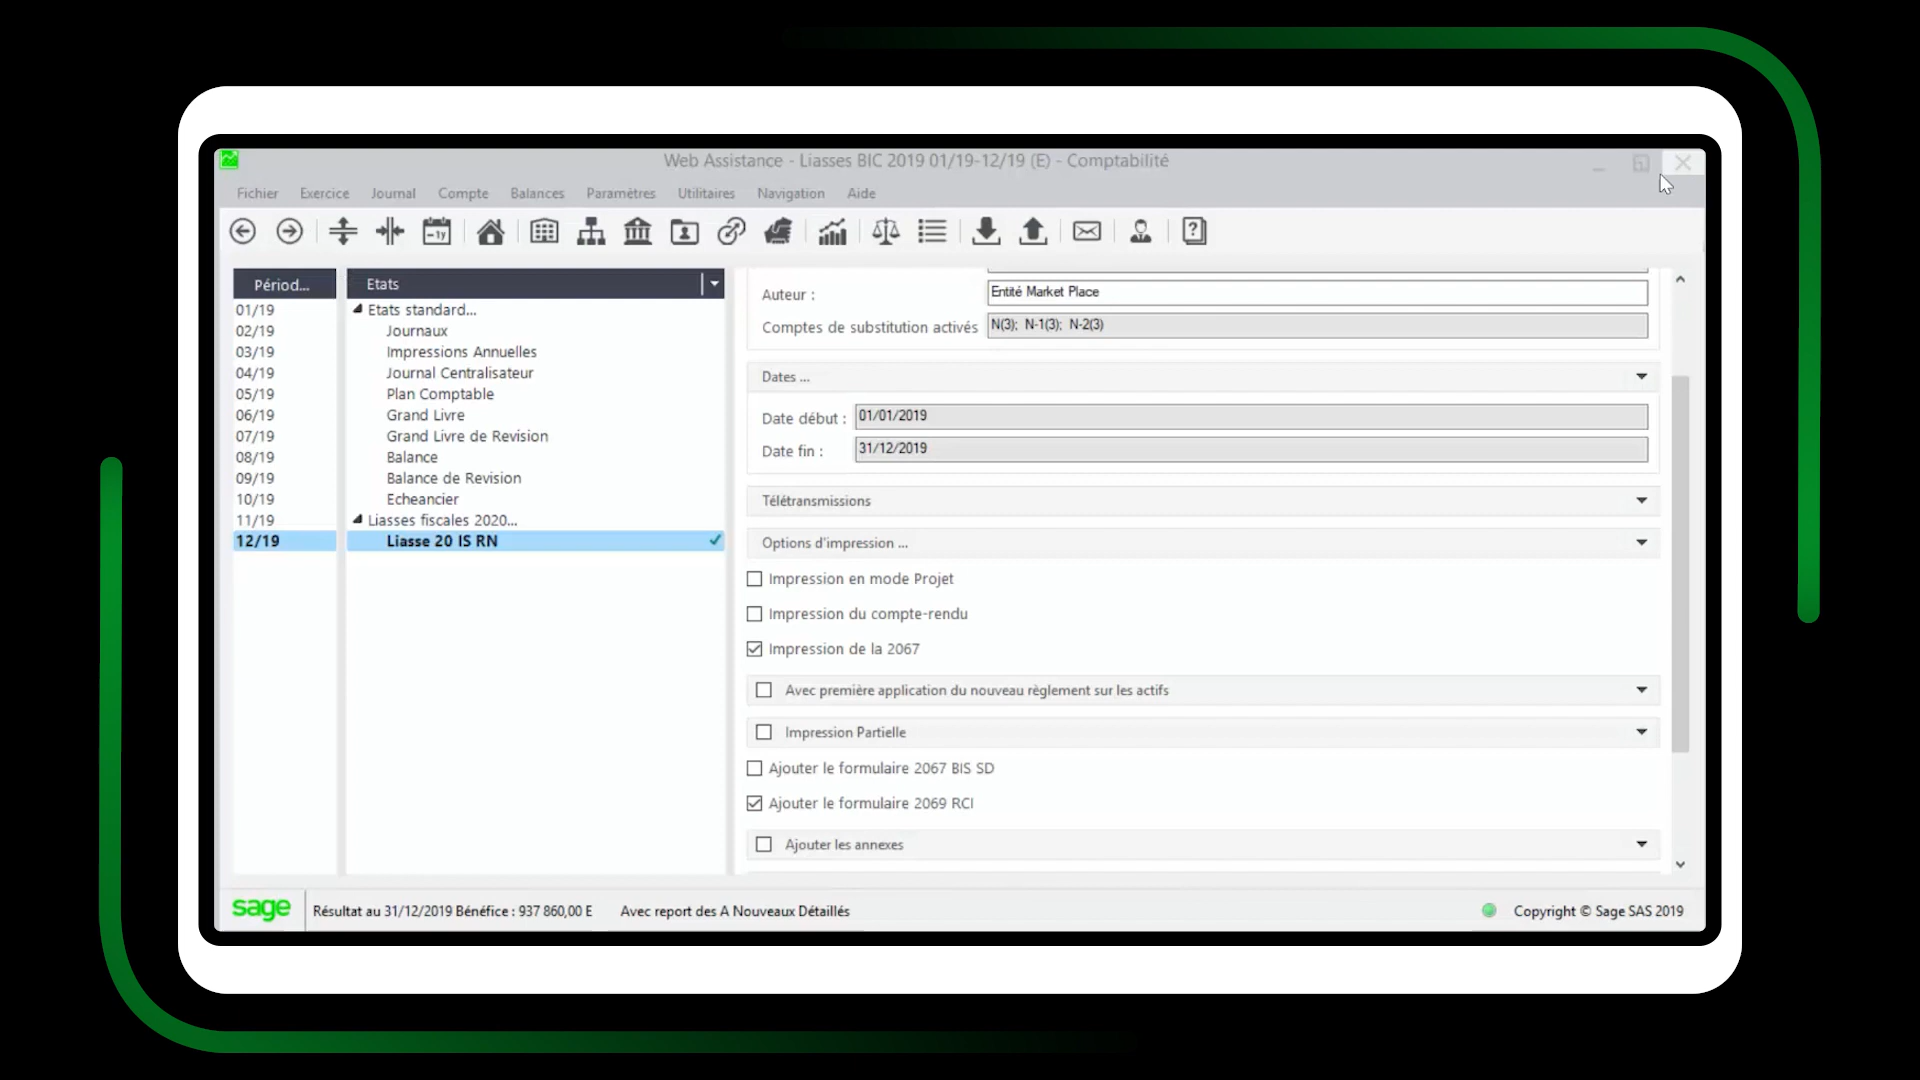 Web Assistance - Liasses BIC 2019 01/19-12/19 (E) - Comptabilité
Fichier Exercice Journal Compte Balances Paramètres Utilitaires Navigation Aide
-1y
?
Périod...
01/19
02/19
03/19
04/19
05/19
06/19
07/19
08/19
09/19
10/19
11/19
12/19
Etats
Etats standard...
Journaux
Impressions Annuelles
Journal Centralisateur
Plan Comptable
Grand Livre
Grand Livre de Revision
Balance
Balance de Revision
Echeancier
Liasses fiscales 2020...
Liasse 20 IS RN
Auteur : Entité Market Place
Comptes de substitution activés N(3); N-1(3); N-2(3)
Dates ...
Date début : 01/01/2019
Date fin : 31/12/2019
Télétransmissions
Options d'impression ...
Impression en mode Projet
Impression du compte-rendu
Impression de la 2067
Avec première application du nouveau règlement sur les actifs
Impression Partielle
Ajouter le formulaire 2067 BIS SD
Ajouter le formulaire 2069 RCI
Ajouter les annexes
sage Résultat au 31/12/2019 Bénéfice : 937 860,00 E Avec report des A Nouveaux Détaillés Copyright © Sage SAS 2019